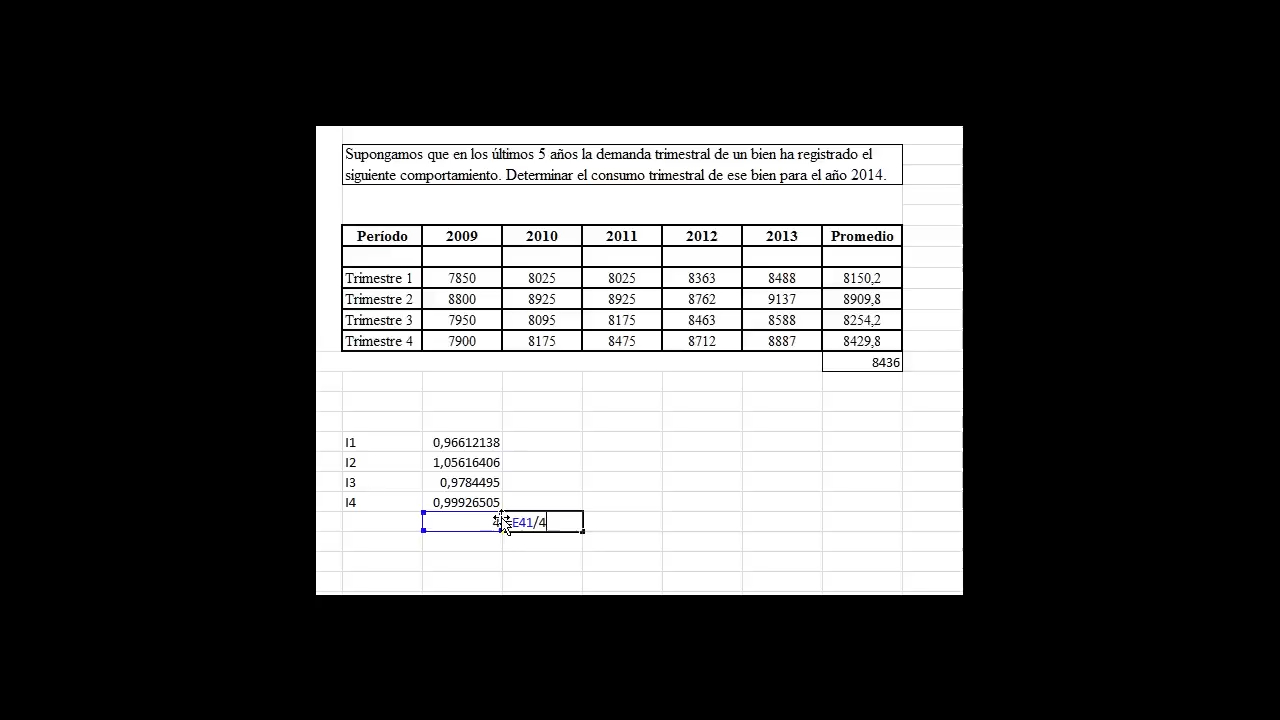 Supongamos que en los últimos 5 años la demanda trimestral de un bien ha registrado el
siguiente comportamiento. Determinar el consumo trimestral de ese bien para el año 2014.
Período 2009 2010 2011 2012 2013 Promedio
Trimestre 1 7850 8025 8025 8363 8488 8150,2
Trimestre 2 8800 8925 8925 8762 9137 8909,8
Trimestre 3 7950 8095 8175 8463 8588 8254,2
Trimestre 4 7900 8175 8475 8712 8887 8429,8
8436
I1 0,96612138
I2 1,05616406
I3 0,9784495
I4 0,99926505
4 =E41/4